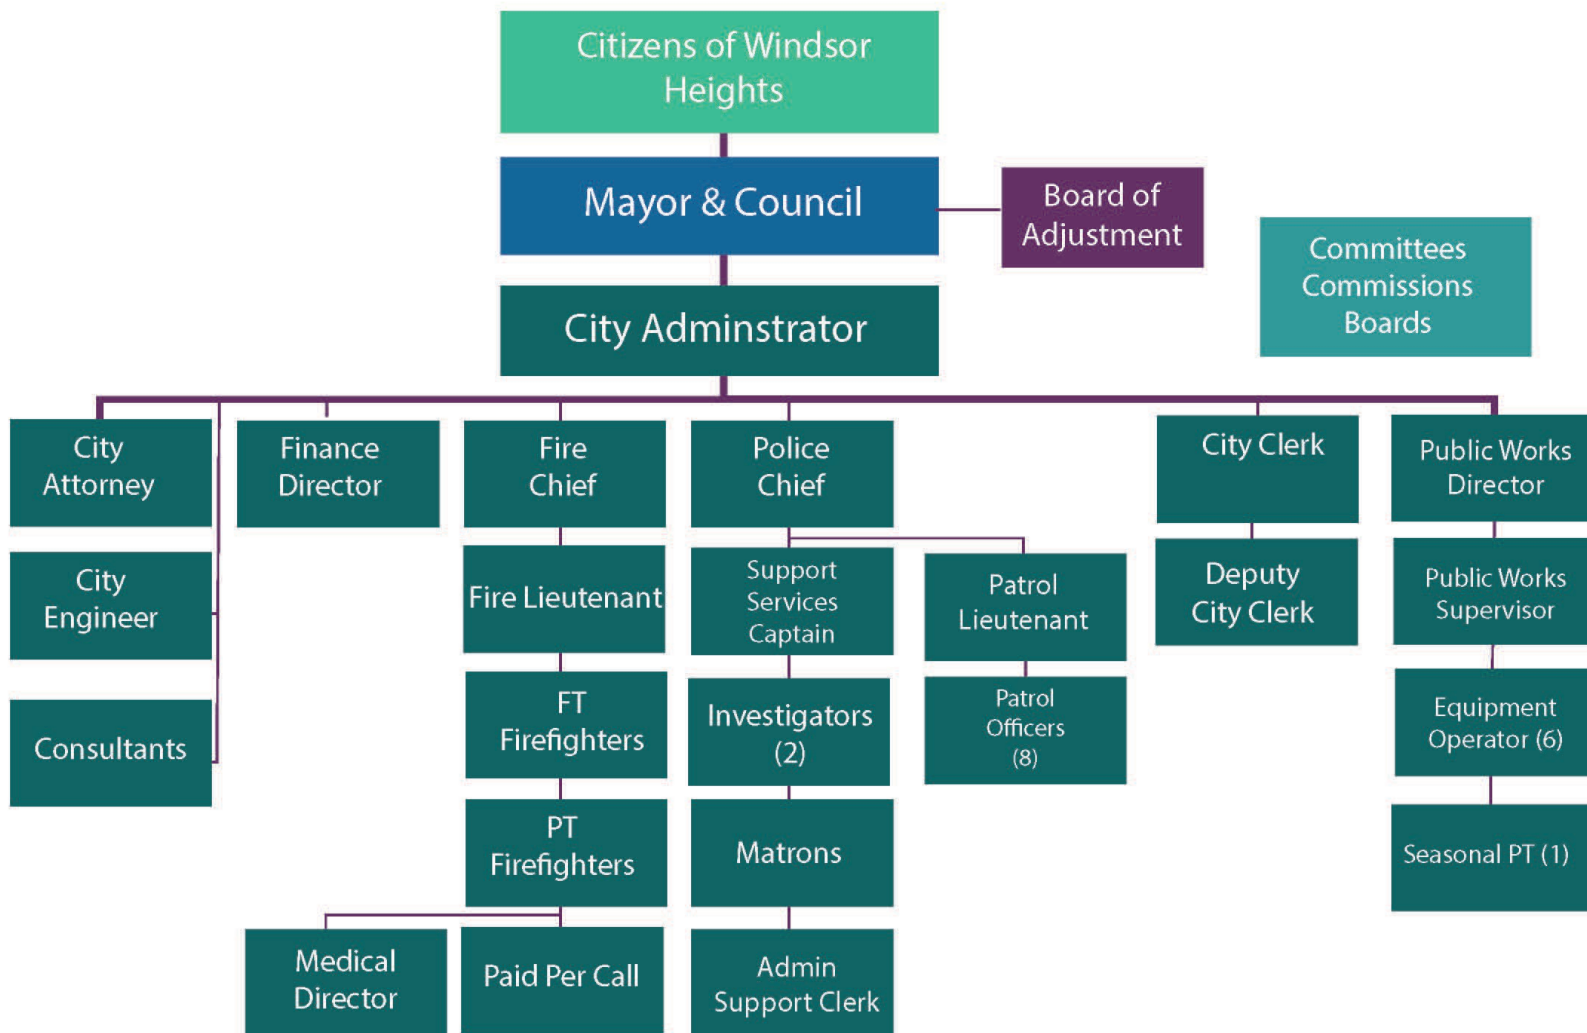 Citizens of Windsor
Heights
Mayor & Council
Board of
Adjustment
Committees
Commissions
Boards
City Adminstrator
City
Attorney
Finance
Director
Fire
Chief
Police
Chief
City Clerk
Public Works
Director
City
Engineer
Fire Lieutenant
Support
Services
Captain
Patrol
Lieutenant
Deputy
City Clerk
Public Works
Supervisor
Consultants
FT
Firefighters
Investigators
(2)
Patrol
Officers
(8)
Equipment
Operator (6)
PT
Firefighters
Matrons
Seasonal PT (1)
Medical
Director
Paid Per Call
Admin
Support Clerk